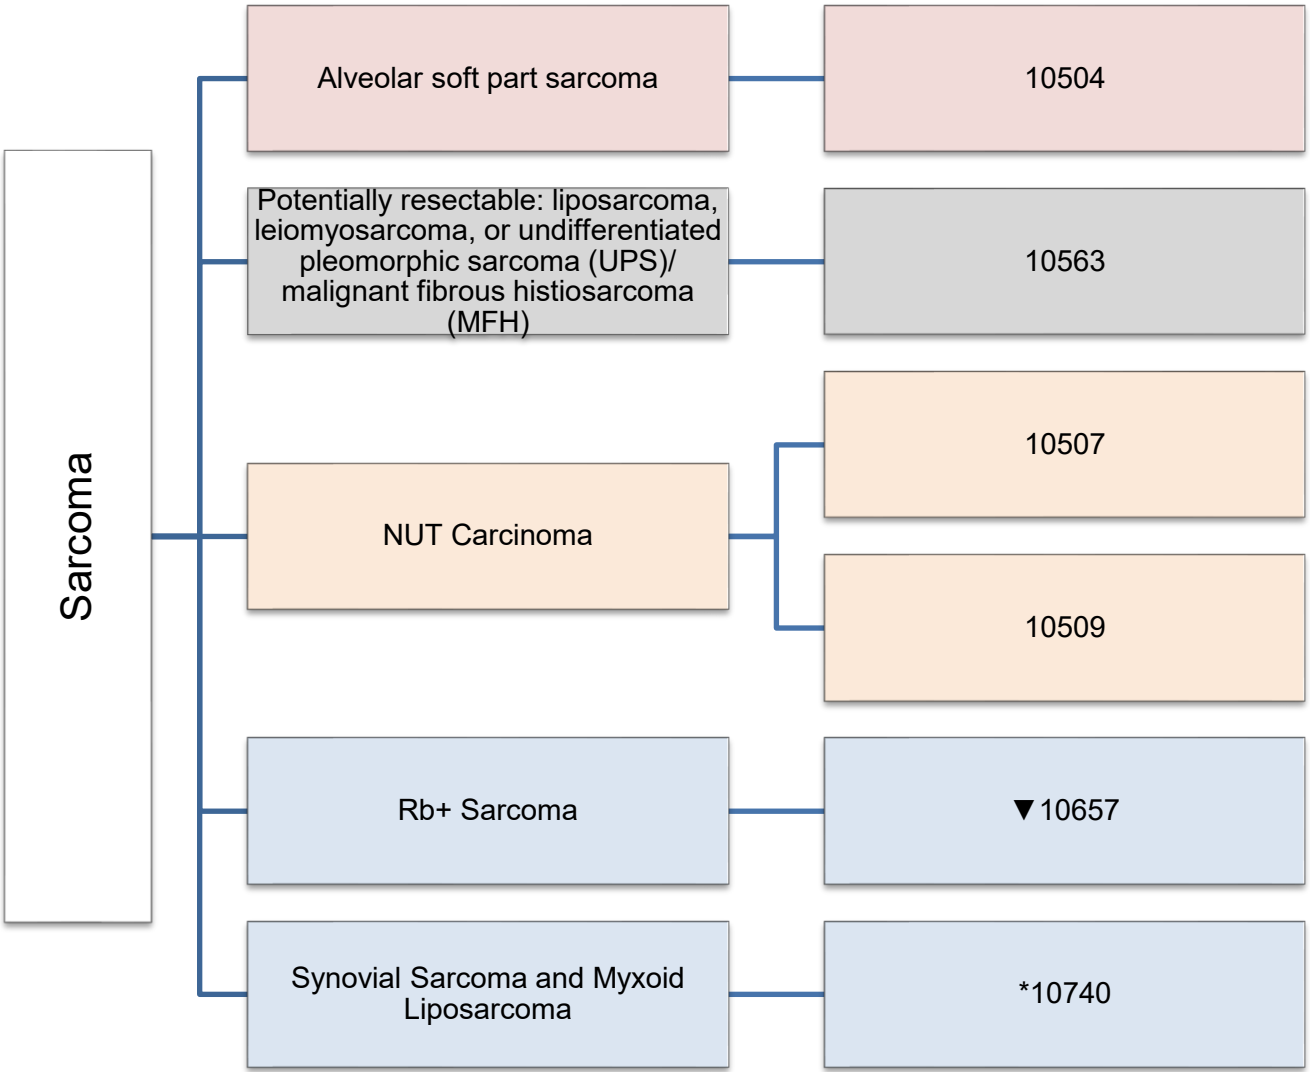 Sarcoma
Alveolar soft part sarcoma
10504
Potentially resectable: liposarcoma,
leiomyosarcoma, or undifferentiated
pleomorphic sarcoma (UPS)/
malignant fibrous histiosarcoma
(MFH)
10563
NUT Carcinoma
10507
10509
Rb+ Sarcoma
▼10657
Synovial Sarcoma and Myxoid
Liposarcoma
*10740